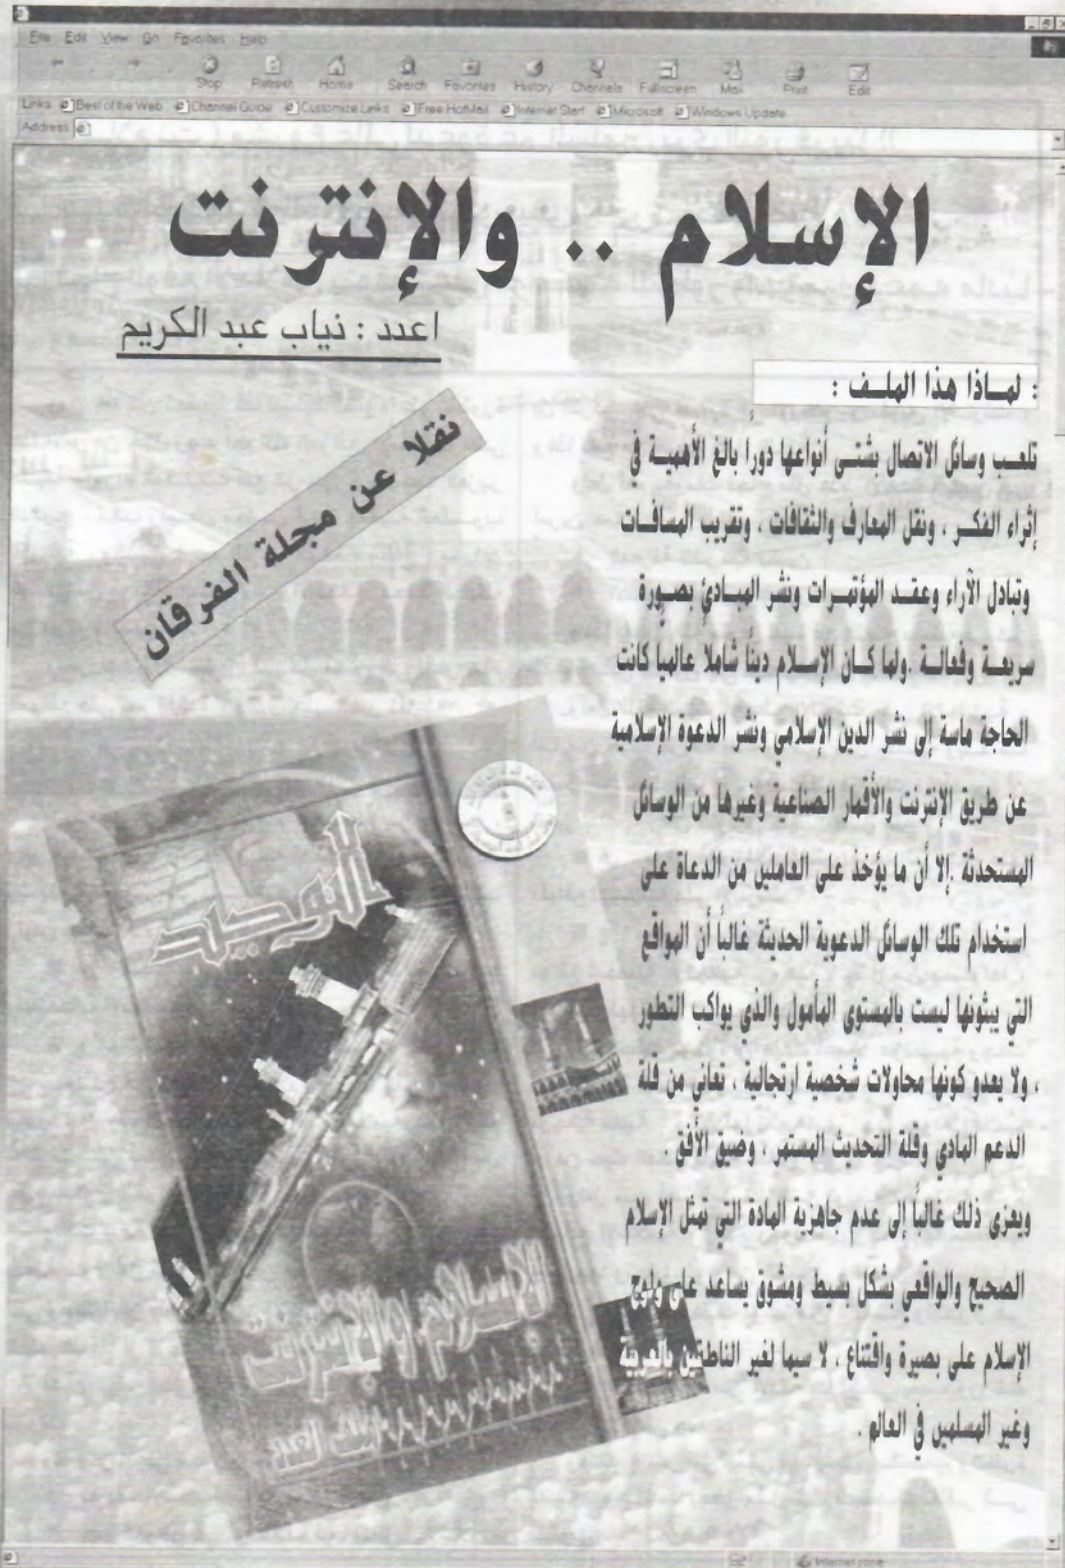 File Edit View Go Favorites Help
Stop Refresh Home Search Favorites History Channels Fullscreen Mail Print Edit
Links Best of the Web Channel Guide Customize Links Free HotMail Internet Start Microsoft Windows Update
Address
الإسلام .. والإنترنت
اعدد : نياب عبد الكريم
نقلا عن مجلة الفرقان
: لماذا هذا الملف :
تلعب وسائل الاتصال بشتى أنواعها دوراً بالغ الأهمية في
إثراء الفكر ، ونقل المعارف والثقافات ، وتقريب المسافات
وتبادل الآراء وعقد المؤتمرات ونشر المبادئ بصورة
سريعة وفعالة .ولما كان الإسلام ديناً شاملا عالميا كانت
الحاجة ماسة إلى نشر الدين الإسلامي ونشر الدعوة الإسلامية
عن طريق الإنترنت والأقمار الصناعية وغيرها من الوسائل
المستحدثة .إلا أن ما يؤخذ على العاملين من الدعاة على
استخدام تلك الوسائل الدعوية الحديثة غالباً أن المواقع
التي يبثونها ليست بالمستوى المأمول والذي يواكب التطور
، ولا يعدو كونها محاولات شخصية ارتجالية ، تعاني من قلة
الدعم المادي وقلة التحديث المستمر ، وضيق الأفق .
ويعزى ذلك غالباً إلى عدم جاهزية المادة التي تمثل الإسلام
الصحيح والواقعي بشكل بسيط ومشوق يساعد على ولوج
الإسلام على بصيرة واقتناع ، لا سيما لغير الناطقين بالعربية
وغير المسلمين في العالم .
التوحيد
الإسلام والإنترنت
ملف العدد
Internet zone